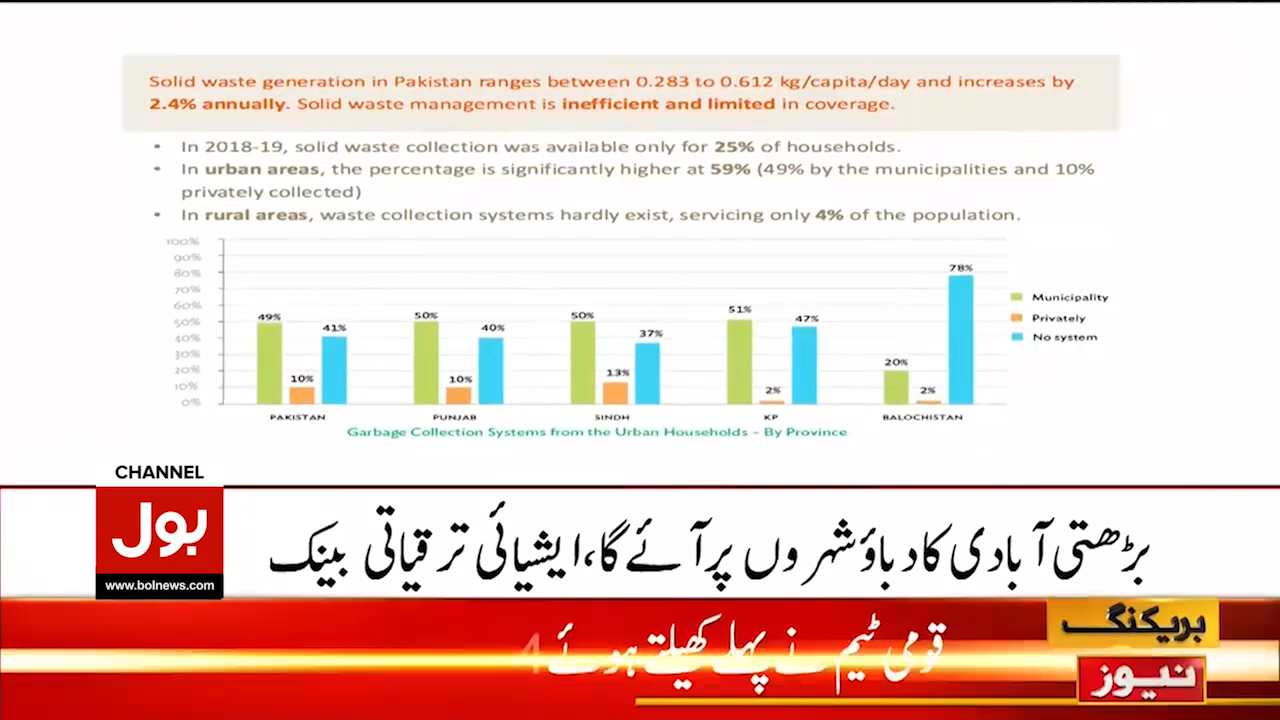 Solid waste generation in Pakistan ranges between 0.283 to 0.612 kg/capita/day and increases by
2.4% annually. Solid waste management is inefficient and limited in coverage.
• In 2018-19, solid waste collection was available only for 25% of households.
• In urban areas, the percentage is significantly higher at 59% (49% by the municipalities and 10%
privately collected)
• In rural areas, waste collection systems hardly exist, servicing only 4% of the population.
100%
90%
80%
70%
60%
50%
40%
30%
20%
10%
0%
49% 10% 41%
50% 10% 40%
50% 13% 37%
51% 2% 47%
20% 2% 78%
PAKISTAN PUNJAB SINDH KP BALOCHISTAN
Municipality
Privately
No system
Garbage Collection Systems from the Urban Households – By Province
CHANNEL
بول
www.bolnews.com
بڑھتی آبادی کا دباؤ شہروں پر آئے گا، ایشیائی ترقیاتی بینک
بریکنگ
نیوز
قومی ٹیم نے پہلے کھیلتے ہوئے 4